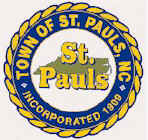 TOWN OF ST. PAULS, NC
St.
Pauls
INCORPORATED 1909